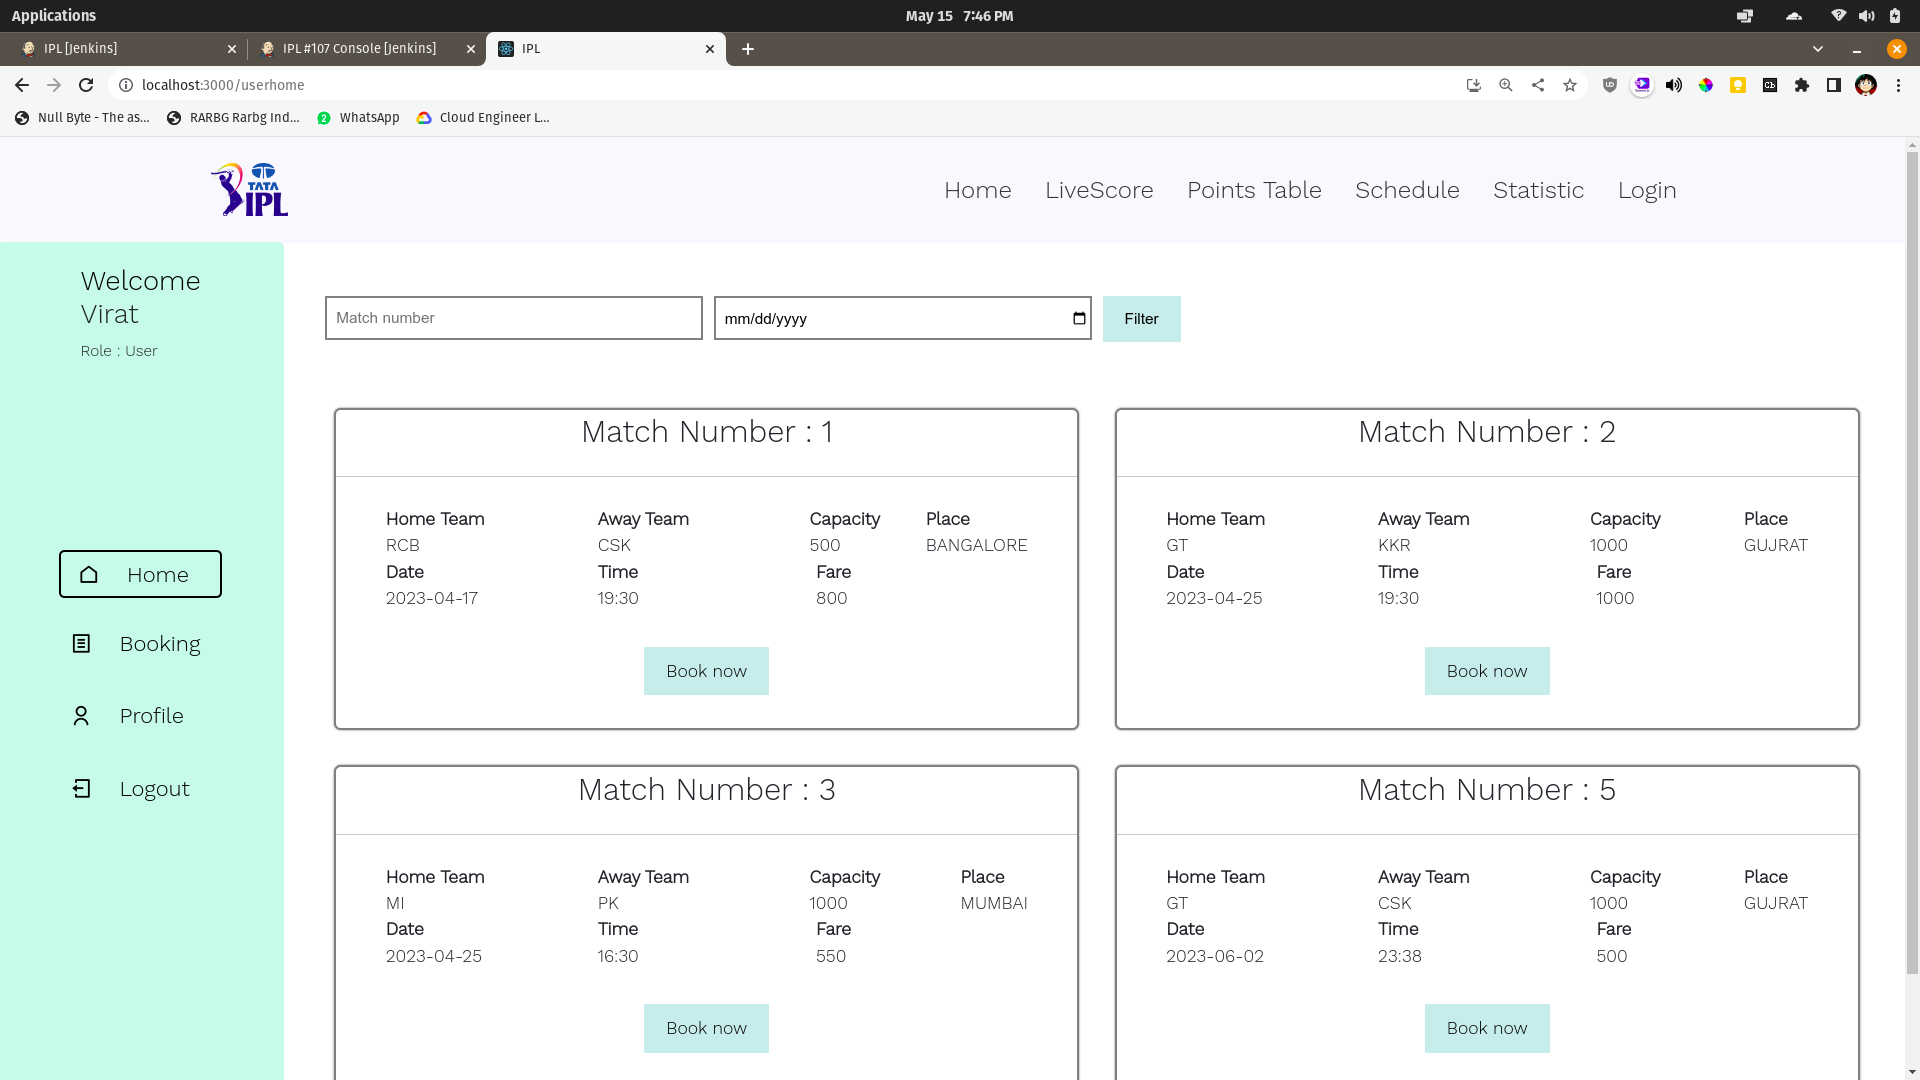 Applications
May 15 7:46 PM
IPL [Jenkins]
IPL #107 Console [Jenkins]
IPL
localhost:3000/userhome
Null Byte - The as...
RARBG Rarbg Ind...
2
WhatsApp
Cloud Engineer L...
TATA
IPL
Home
LiveScore
Points Table
Schedule
Statistic
Login
Welcome
Virat
Role : User
Home
Booking
Profile
Logout
Match number
mm/dd/yyyy
Filter
Match Number : 1
Home Team Away Team Capacity Place
RCB CSK 500 BANGALORE
Date Time Fare
2023-04-17 19:30 800
Book now
Match Number : 2
Home Team Away Team Capacity Place
GT KKR 1000 GUJRAT
Date Time Fare
2023-04-25 19:30 1000
Book now
Match Number : 3
Home Team Away Team Capacity Place
MI PK 1000 MUMBAI
Date Time Fare
2023-04-25 16:30 550
Book now
Match Number : 5
Home Team Away Team Capacity Place
GT CSK 1000 GUJRAT
Date Time Fare
2023-06-02 23:38 500
Book now